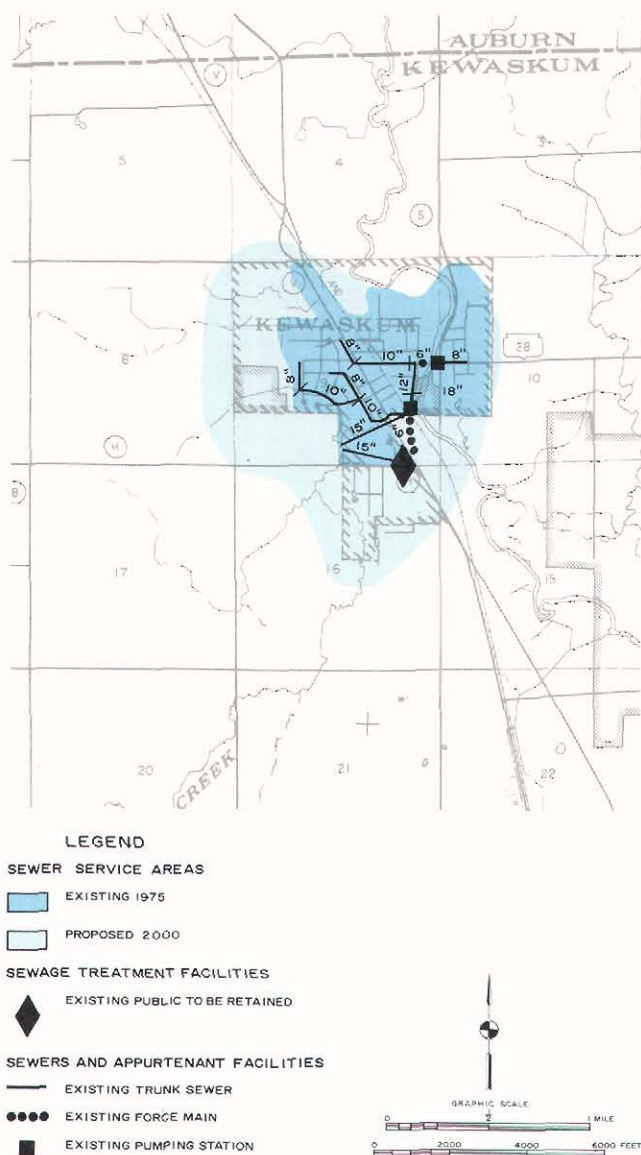 AUBURN
KEWASKUM
V
5
4
3
S
V
AND
KEWASKUM
28
8
8"
10"
6"
8"
10
8"
8"
12"
18"
10"
10"
15"
6"
15"
H
B
17
16
15
20
21
22
CREEK
LEGEND
SEWER SERVICE AREAS
EXISTING 1975
PROPOSED 2000
SEWAGE TREATMENT FACILITIES
EXISTING PUBLIC TO BE RETAINED
SEWERS AND APPURTENANT FACILITIES
EXISTING TRUNK SEWER
EXISTING FORCE MAIN
EXISTING PUMPING STATION
GRAPHIC SCALE
0 1 MILE
0 2000 4000 6000 FEET